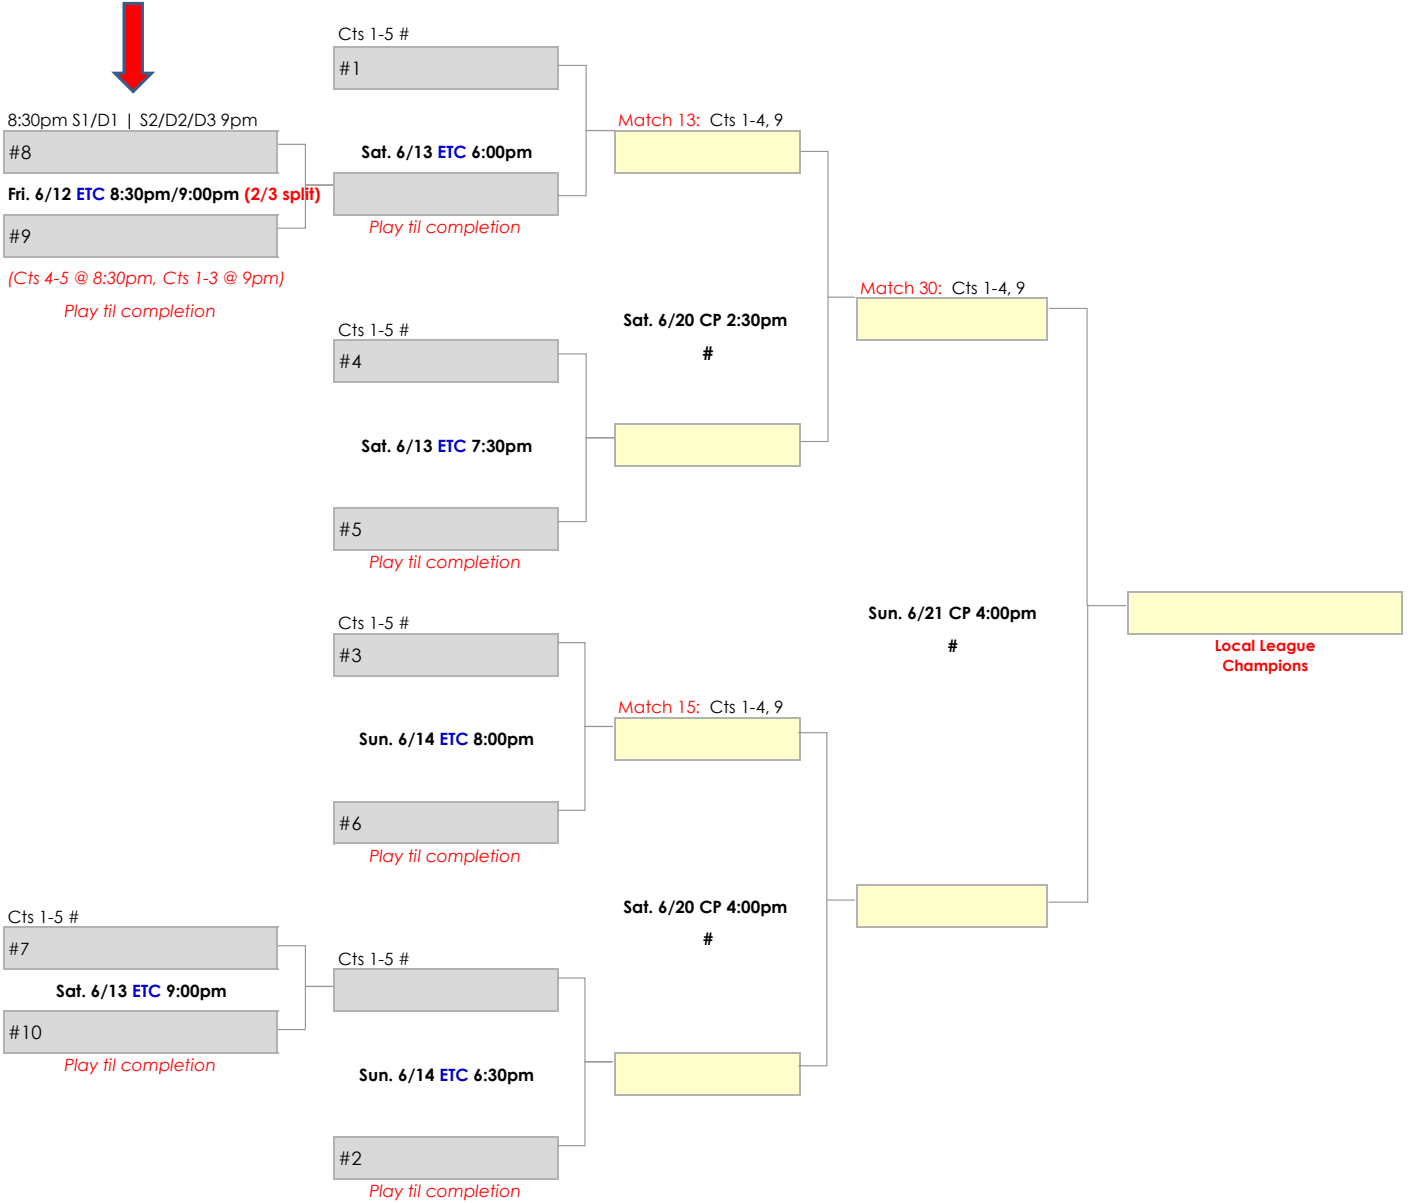 Cts 1-5 #
#1
8:30pm S1/D1 | S2/D2/D3 9pm
Match 13: Cts 1-4, 9
#8
Sat. 6/13 ETC 6:00pm
Fri. 6/12 ETC 8:30pm/9:00pm (2/3 split)
#9
Play til completion
(Cts 4-5 @ 8:30pm, Cts 1-3 @ 9pm)
Play til completion
Match 30: Cts 1-4, 9
Cts 1-5 #
Sat. 6/20 CP 2:30pm
#
#4
Sat. 6/13 ETC 7:30pm
#5
Play til completion
Sun. 6/21 CP 4:00pm
#
Local League
Champions
Cts 1-5 #
#3
Match 15: Cts 1-4, 9
Sun. 6/14 ETC 8:00pm
#6
Play til completion
Sat. 6/20 CP 4:00pm
#
Cts 1-5 #
#7
Cts 1-5 #
Sat. 6/13 ETC 9:00pm
#10
Play til completion
Sun. 6/14 ETC 6:30pm
#2
Play til completion